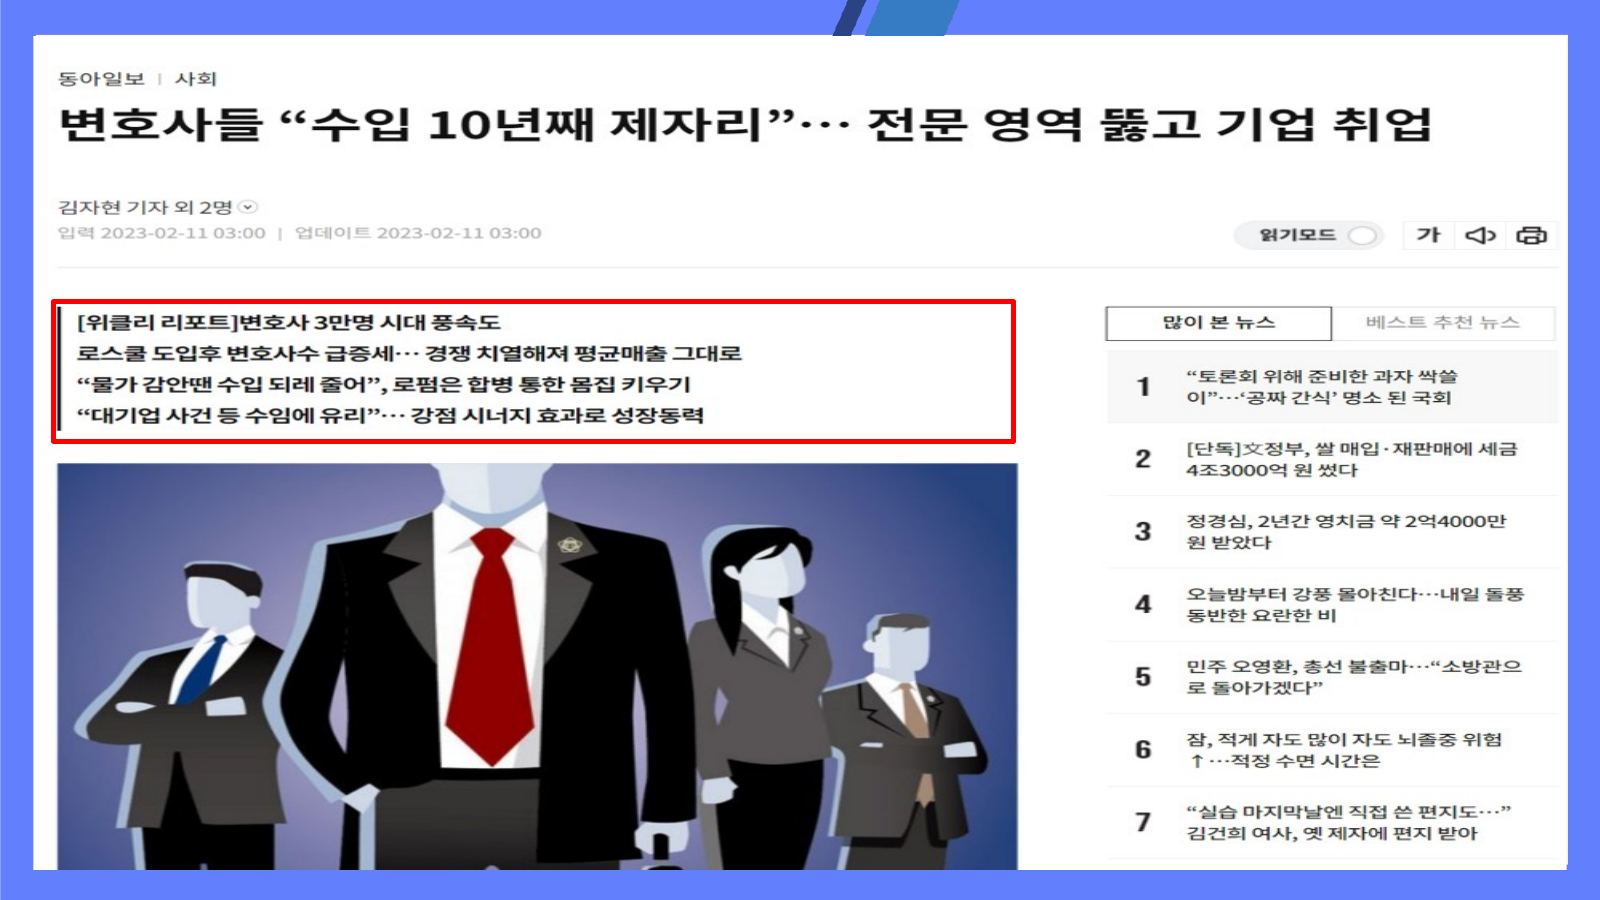 동아일보 | 사회
변호사들 “수입 10년째 제자리”… 전문 영역 뚫고 기업 취업
김자현 기자 외 2명
입력 2023-02-11 03:00 | 업데이트 2023-02-11 03:00
읽기모드 가
[위클리 리포트]변호사 3만명 시대 풍속도
로스쿨 도입후 변호사수 급증세… 경쟁 치열해져 평균매출 그대로
“물가 감안땐 수입 되레 줄어”, 로펌은 합병 통한 몸집 키우기
“대기업 사건 등 수임에 유리”… 강점 시너지 효과로 성장동력
많이 본 뉴스 베스트 추천 뉴스
1 “토론회 위해 준비한 과자 싹쓸
이”…‘공짜 간식’ 명소 된 국회
2 [단독]文정부, 쌀 매입·재판매에 세금
4조3000억 원 썼다
3 정경심, 2년간 영치금 약 2억4000만
원 받았다
4 오늘밤부터 강풍 몰아친다…내일 돌풍
동반한 요란한 비
5 민주 오영환, 총선 불출마…“소방관으
로 돌아가겠다”
6 잠, 적게 자도 많이 자도 뇌졸중 위험
↑…적정 수면 시간은
7 “실습 마지막날엔 직접 쓴 편지도…”
김건희 여사, 옛 제자에 편지 받아